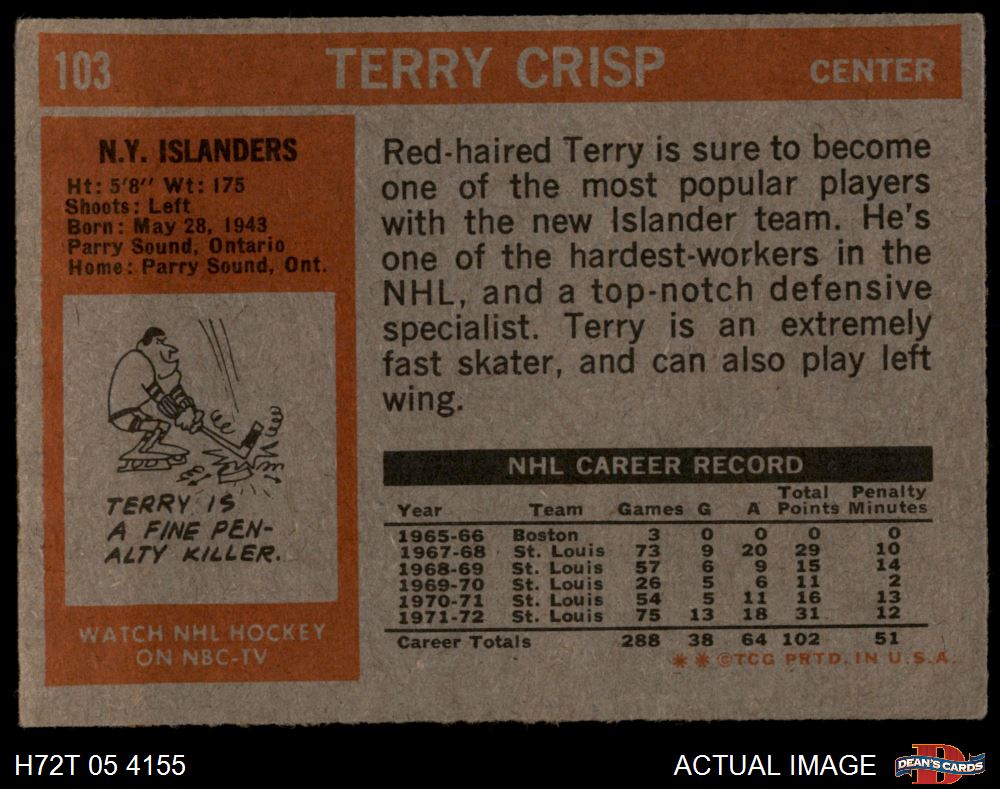 103 TERRY CRISP CENTER
N.Y. ISLANDERS
Ht: 5'8" Wt: 175
Shoots: Left
Born: May 28, 1943
Parry Sound, Ontario
Home: Parry Sound, Ont.
TERRY IS
A FINE PEN-
ALTY KILLER.
WATCH NHL HOCKEY
ON NBC-TV
Red-haired Terry is sure to become
one of the most popular players
with the new Islander team. He's
one of the hardest-workers in the
NHL, and a top-notch defensive
specialist. Terry is an extremely
fast skater, and can also play left
wing.
NHL CAREER RECORD
Year Team Games G A Total Points Penalty Minutes
1965-66 Boston 3 0 0 0 0
1967-68 St. Louis 73 9 20 29 10
1968-69 St. Louis 57 6 9 15 14
1969-70 St. Louis 26 5 6 11 2
1970-71 St. Louis 54 5 11 16 13
1971-72 St. Louis 75 13 18 31 12
Career Totals 288 38 64 102 51
* * ©TCG PRTD. IN U.S.A.
H72T 05 4155
ACTUAL IMAGE
D
DEAN'S CARDS